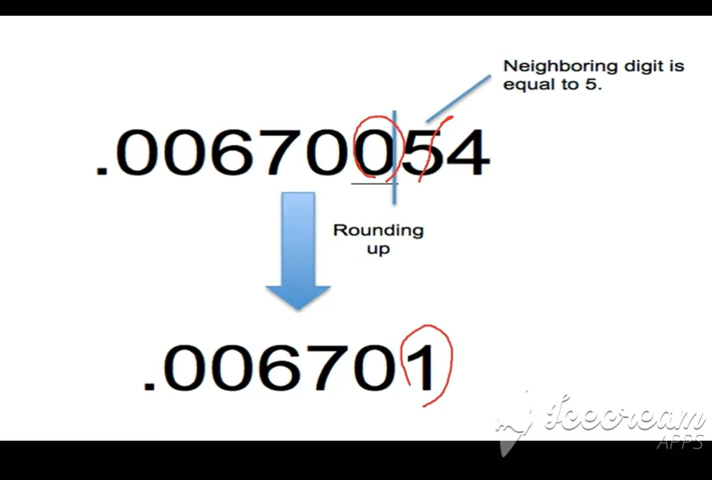 Neighboring digit is
equal to 5.
.00670054
Rounding
up
.006701
Icecream
APPS